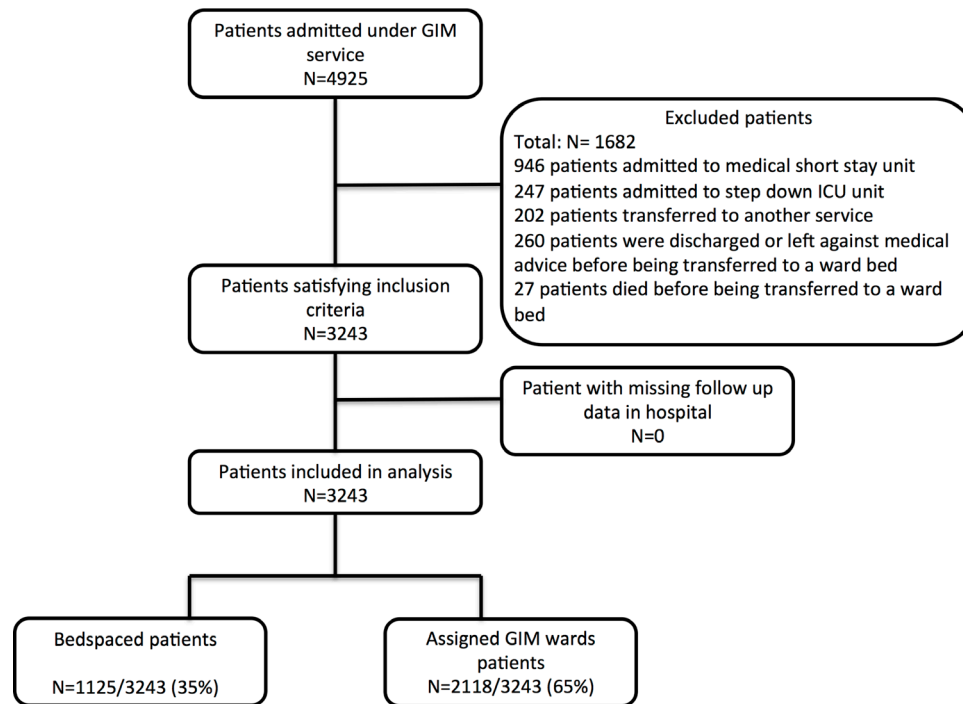 Patients admitted under GIM
service
N=4925
Excluded patients
Total: N= 1682
946 patients admitted to medical short stay unit
247 patients admitted to step down ICU unit
202 patients transferred to another service
260 patients were discharged or left against medical
advice before being transferred to a ward bed
27 patients died before being transferred to a ward
bed
Patients satisfying inclusion
criteria
N=3243
Patient with missing follow up
data in hospital
N=0
Patients included in analysis
N=3243
Bedspaced patients
N=1125/3243 (35%)
Assigned GIM wards
patients
N=2118/3243 (65%)